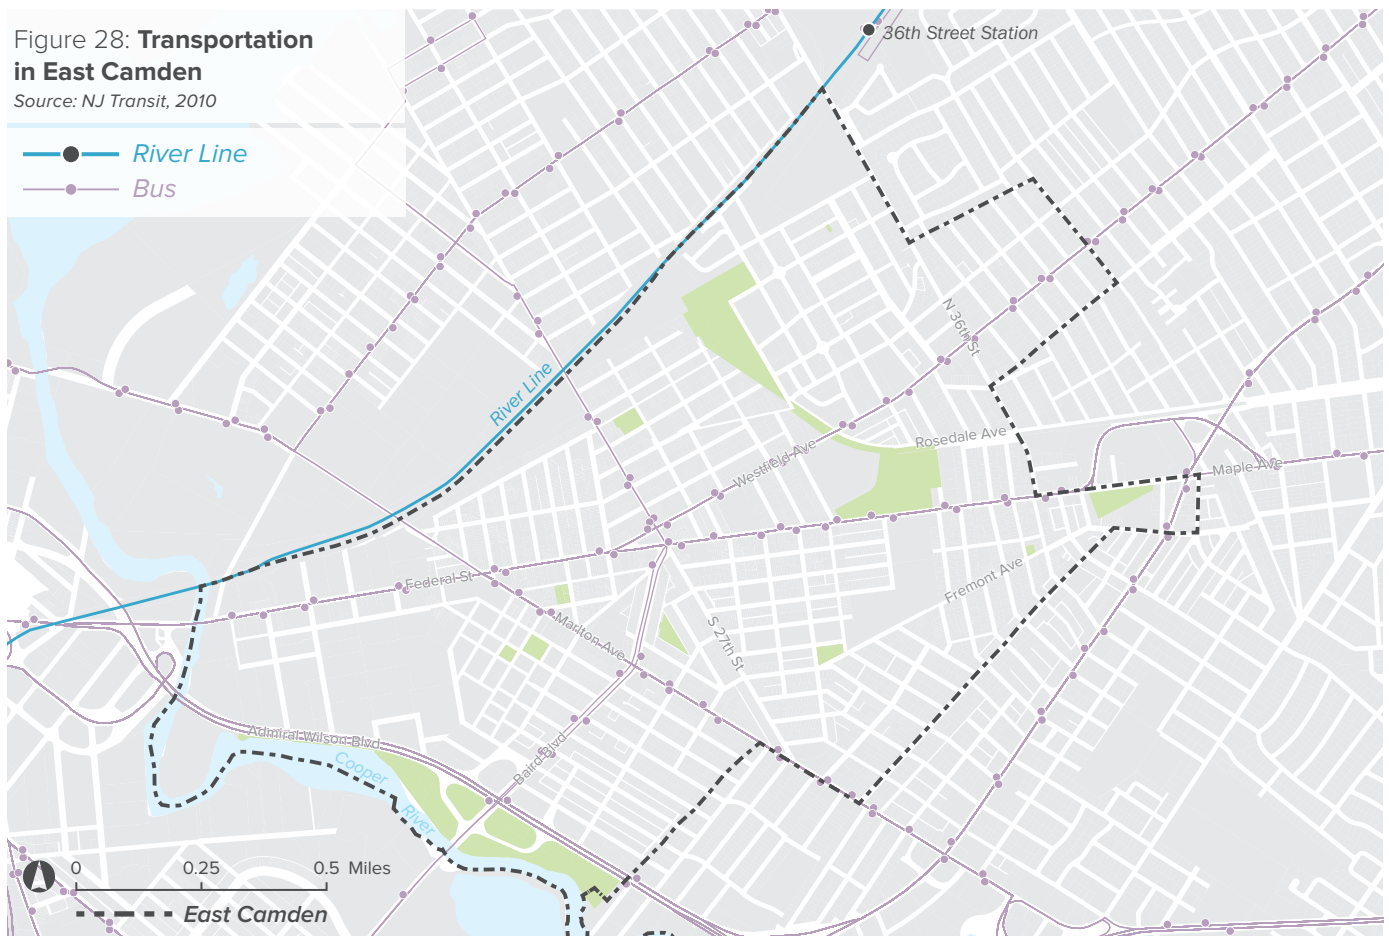 Figure 28: Transportation
in East Camden
Source: NJ Transit, 2010
River Line
Bus
36th Street Station
N 36th St
River Line
Rosedale Ave
Westfield Ave
Maple Ave
Federal St
Fremont Ave
Marlton Ave
S 27th St
Admiral Wilson Blvd
Baird Blvd
Cooper
River
0 0.25 0.5 Miles
East Camden